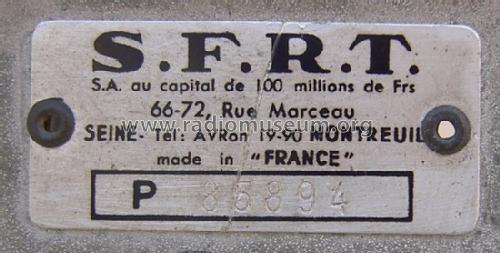 S.F.R.T.
S.A. au capital de 100 millions de Frs
66-72, Rue Marceau
www.radiomuseum.org
SEINE- Tel: AVRon 19-90 MONTREUIL
made in "FRANCE"
P 85894